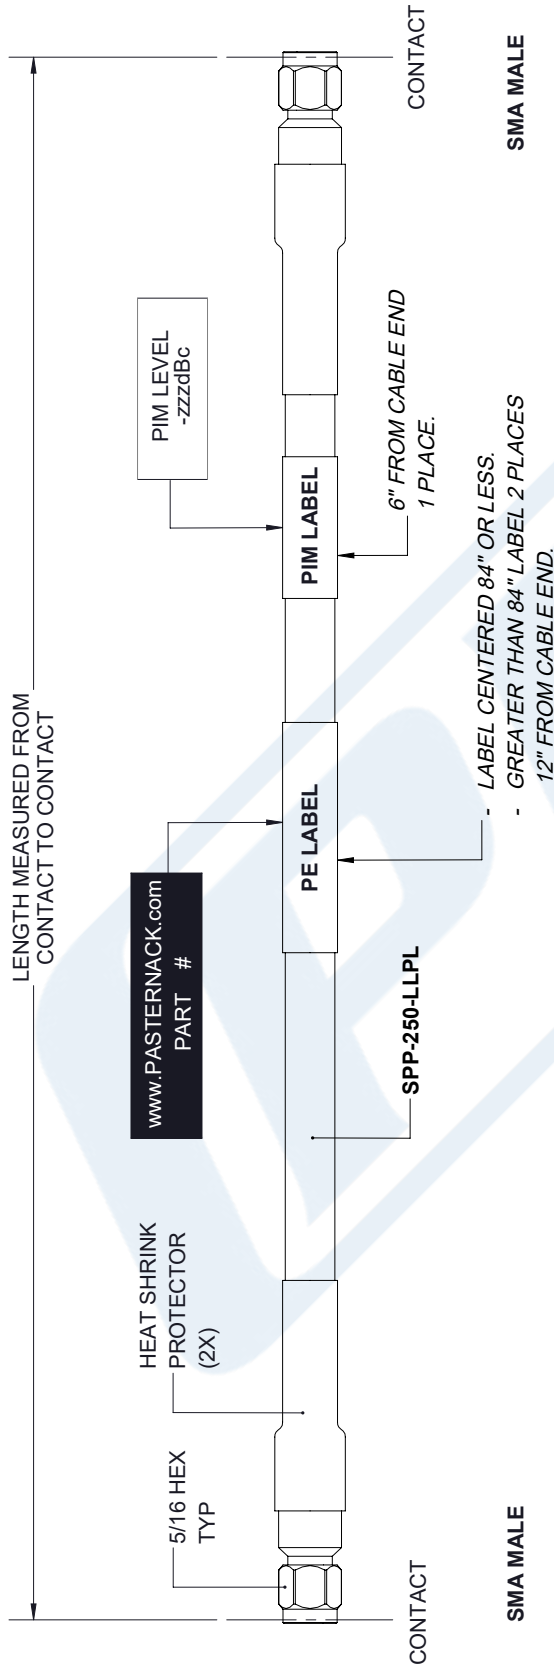 LENGTH MEASURED FROM
CONTACT TO CONTACT
www.PASTERNACK.com
PART #
PIM LEVEL
-zzzdBc
HEAT SHRINK
PROTECTOR
(2X)
5/16 HEX
TYP
PE LABEL
PIM LABEL
6" FROM CABLE END
1 PLACE.
SPP-250-LLPL
- LABEL CENTERED 84" OR LESS.
- GREATER THAN 84" LABEL 2 PLACES
12" FROM CABLE END.
CONTACT
CONTACT
SMA MALE
SMA MALE